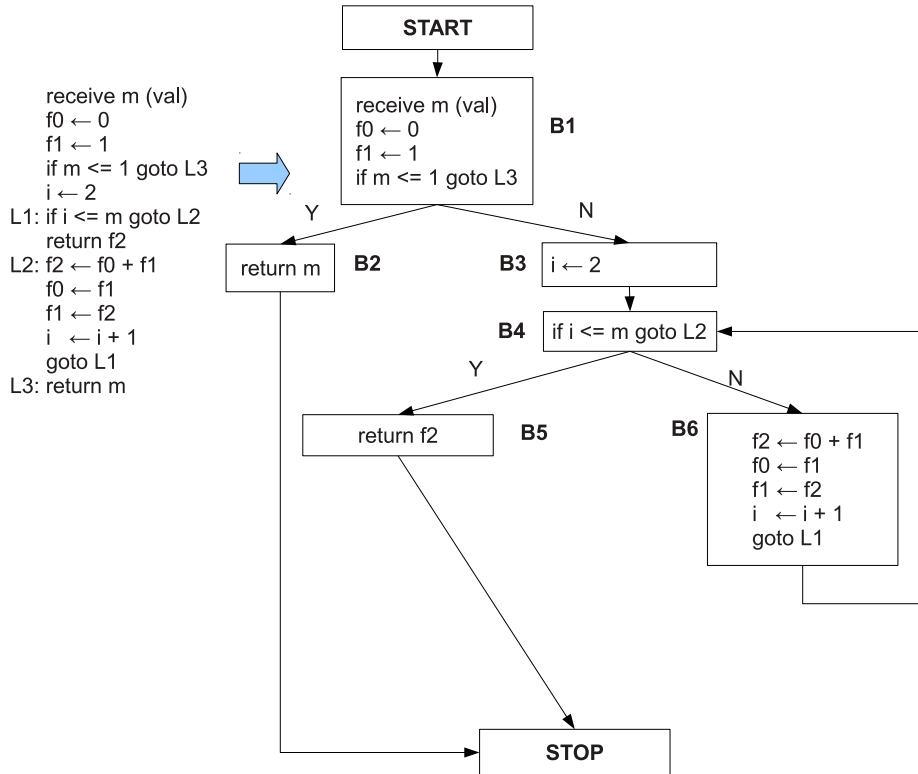 START
receive m (val)
f0 ← 0
f1 ← 1
if m <= 1 goto L3
i ← 2
L1: if i <= m goto L2
return f2
L2: f2 ← f0 + f1
f0 ← f1
f1 ← f2
i ← i + 1
goto L1
L3: return m
receive m (val)
f0 ← 0
f1 ← 1
if m <= 1 goto L3
B1
Y
N
return m
B2
B3
i ← 2
B4
if i <= m goto L2
Y
N
return f2
B5
B6
f2 ← f0 + f1
f0 ← f1
f1 ← f2
i ← i + 1
goto L1
STOP